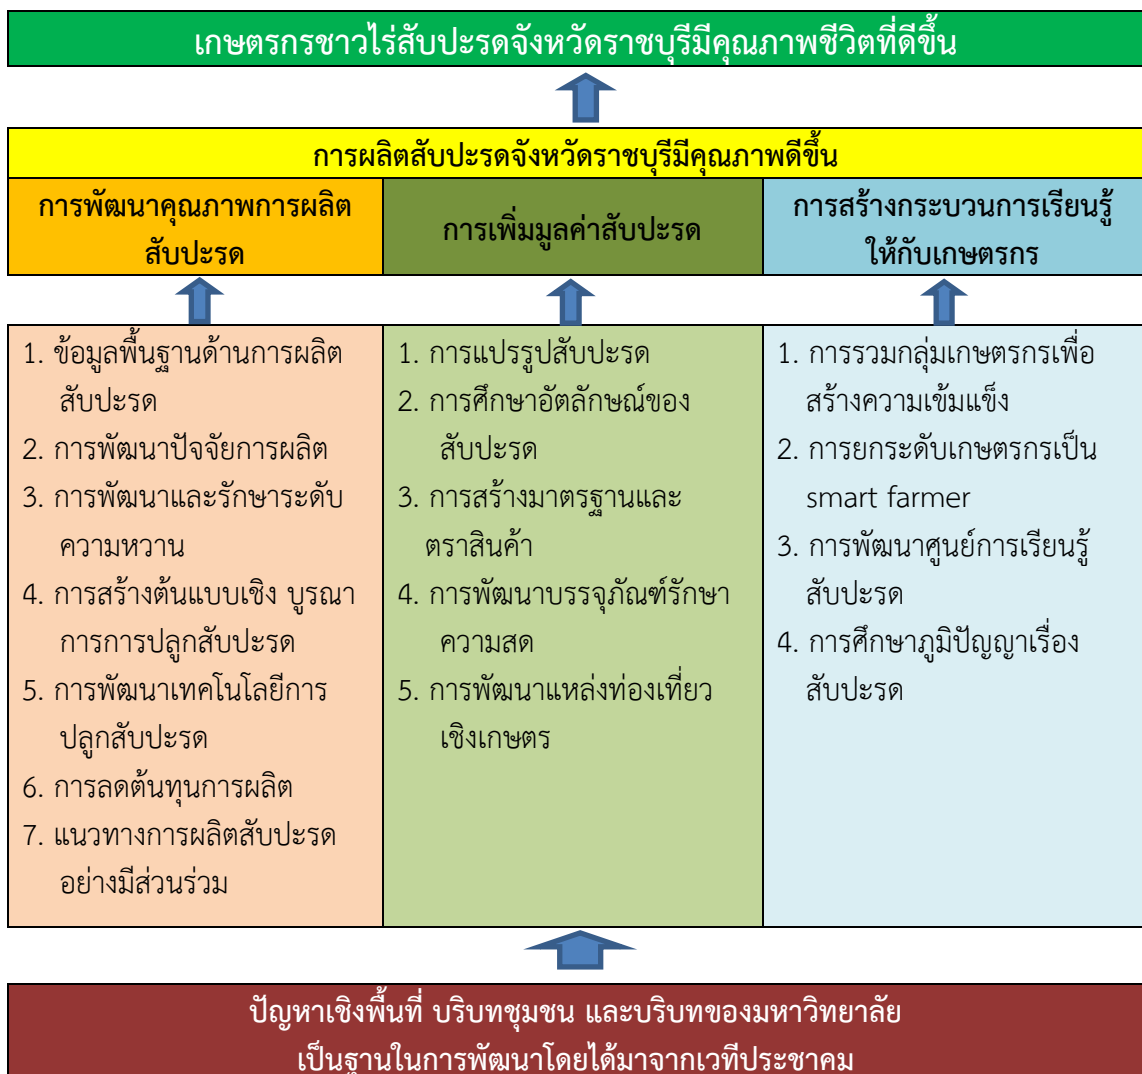 เกษตรกรชาวไร่สับปะรดจังหวัดราชบุรีมีคุณภาพชีวิตที่ดีขึ้น
การผลิตสับปะรดจังหวัดราชบุรีมีคุณภาพดีขึ้น
การพัฒนาคุณภาพการผลิต
สับปะรด
การเพิ่มมูลค่าสับปะรด
การสร้างกระบวนการเรียนรู้
ให้กับเกษตรกร
1. ข้อมูลพื้นฐานด้านการผลิต
สับปะรด
2. การพัฒนาปัจจัยการผลิต
3. การพัฒนาและรักษาระดับ
ความหวาน
4. การสร้างต้นแบบเชิง บูรณา
การการปลูกสับปะรด
5. การพัฒนาเทคโนโลยีการ
ปลูกสับปะรด
6. การลดต้นทุนการผลิต
7. แนวทางการผลิตสับปะรด
อย่างมีส่วนร่วม
1. การแปรรูปสับปะรด
2. การศึกษาอัตลักษณ์ของ
สับปะรด
3. การสร้างมาตรฐานและ
ตราสินค้า
4. การพัฒนาบรรจุภัณฑ์รักษา
ความสด
5. การพัฒนาแหล่งท่องเที่ยว
เชิงเกษตร
1. การรวมกลุ่มเกษตรกรเพื่อ
สร้างความเข้มแข็ง
2. การยกระดับเกษตรกรเป็น
smart farmer
3. การพัฒนาศูนย์การเรียนรู้
สับปะรด
4. การศึกษาภูมิปัญญาเรื่อง
สับปะรด
ปัญหาเชิงพื้นที่ บริบทชุมชน และบริบทของมหาวิทยาลัย
เป็นฐานในการพัฒนาโดยได้มาจากเวทีประชาคม